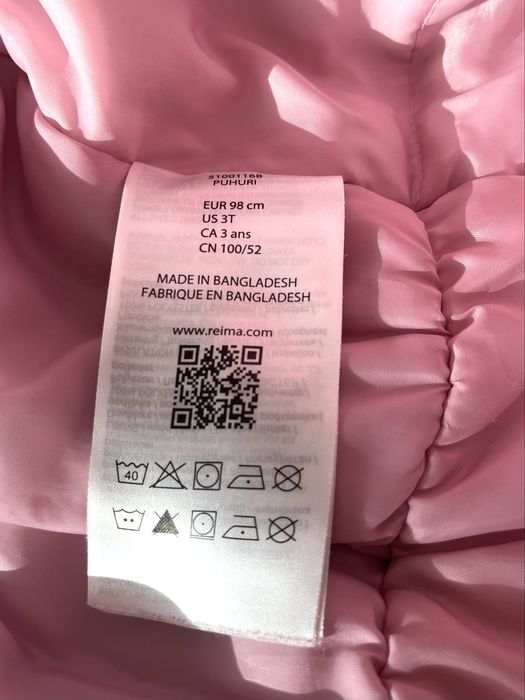 5100116B
PUHURI
EUR 98 cm
US 3T
CA 3 ans
CN 100/52
MADE IN BANGLADESH
FABRIQUE EN BANGLADESH
www.reima.com
40